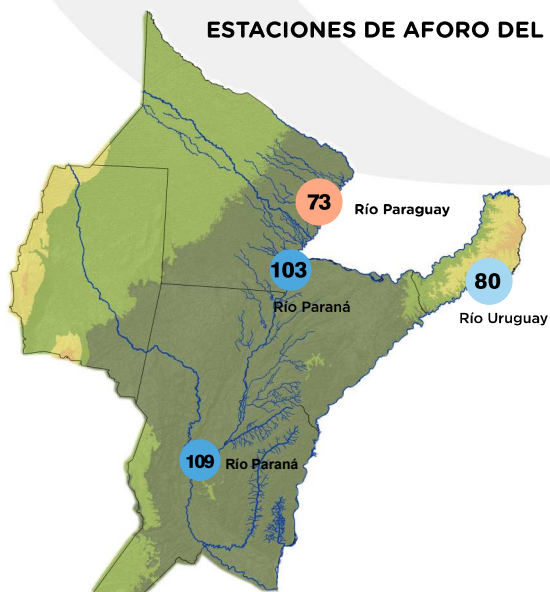 ESTACIONES DE AFORO DEL
73
Río Paraguay
103
Río Paraná
80
Río Uruguay
109
Río Paraná